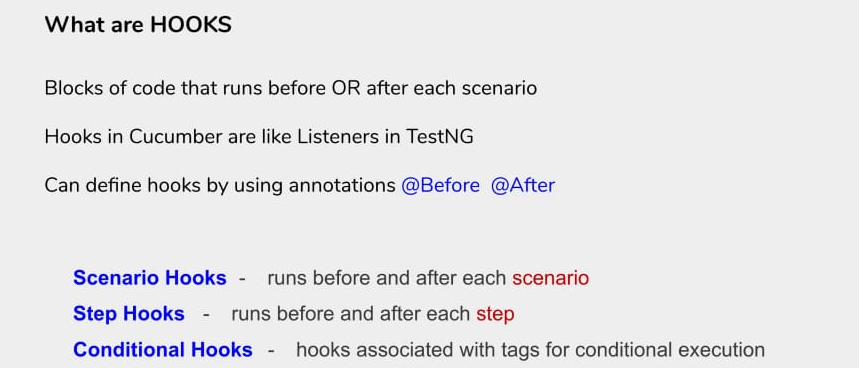 What are HOOKS
Blocks of code that runs before OR after each scenario
Hooks in Cucumber are like Listeners in TestNG
Can define hooks by using annotations @Before @After
Scenario Hooks - runs before and after each scenario
Step Hooks - runs before and after each step
Conditional Hooks - hooks associated with tags for conditional execution